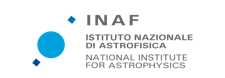 INAF
ISTITUTO NAZIONALE
DI ASTROFISICA
NATIONAL INSTITUTE
FOR ASTROPHYSICS